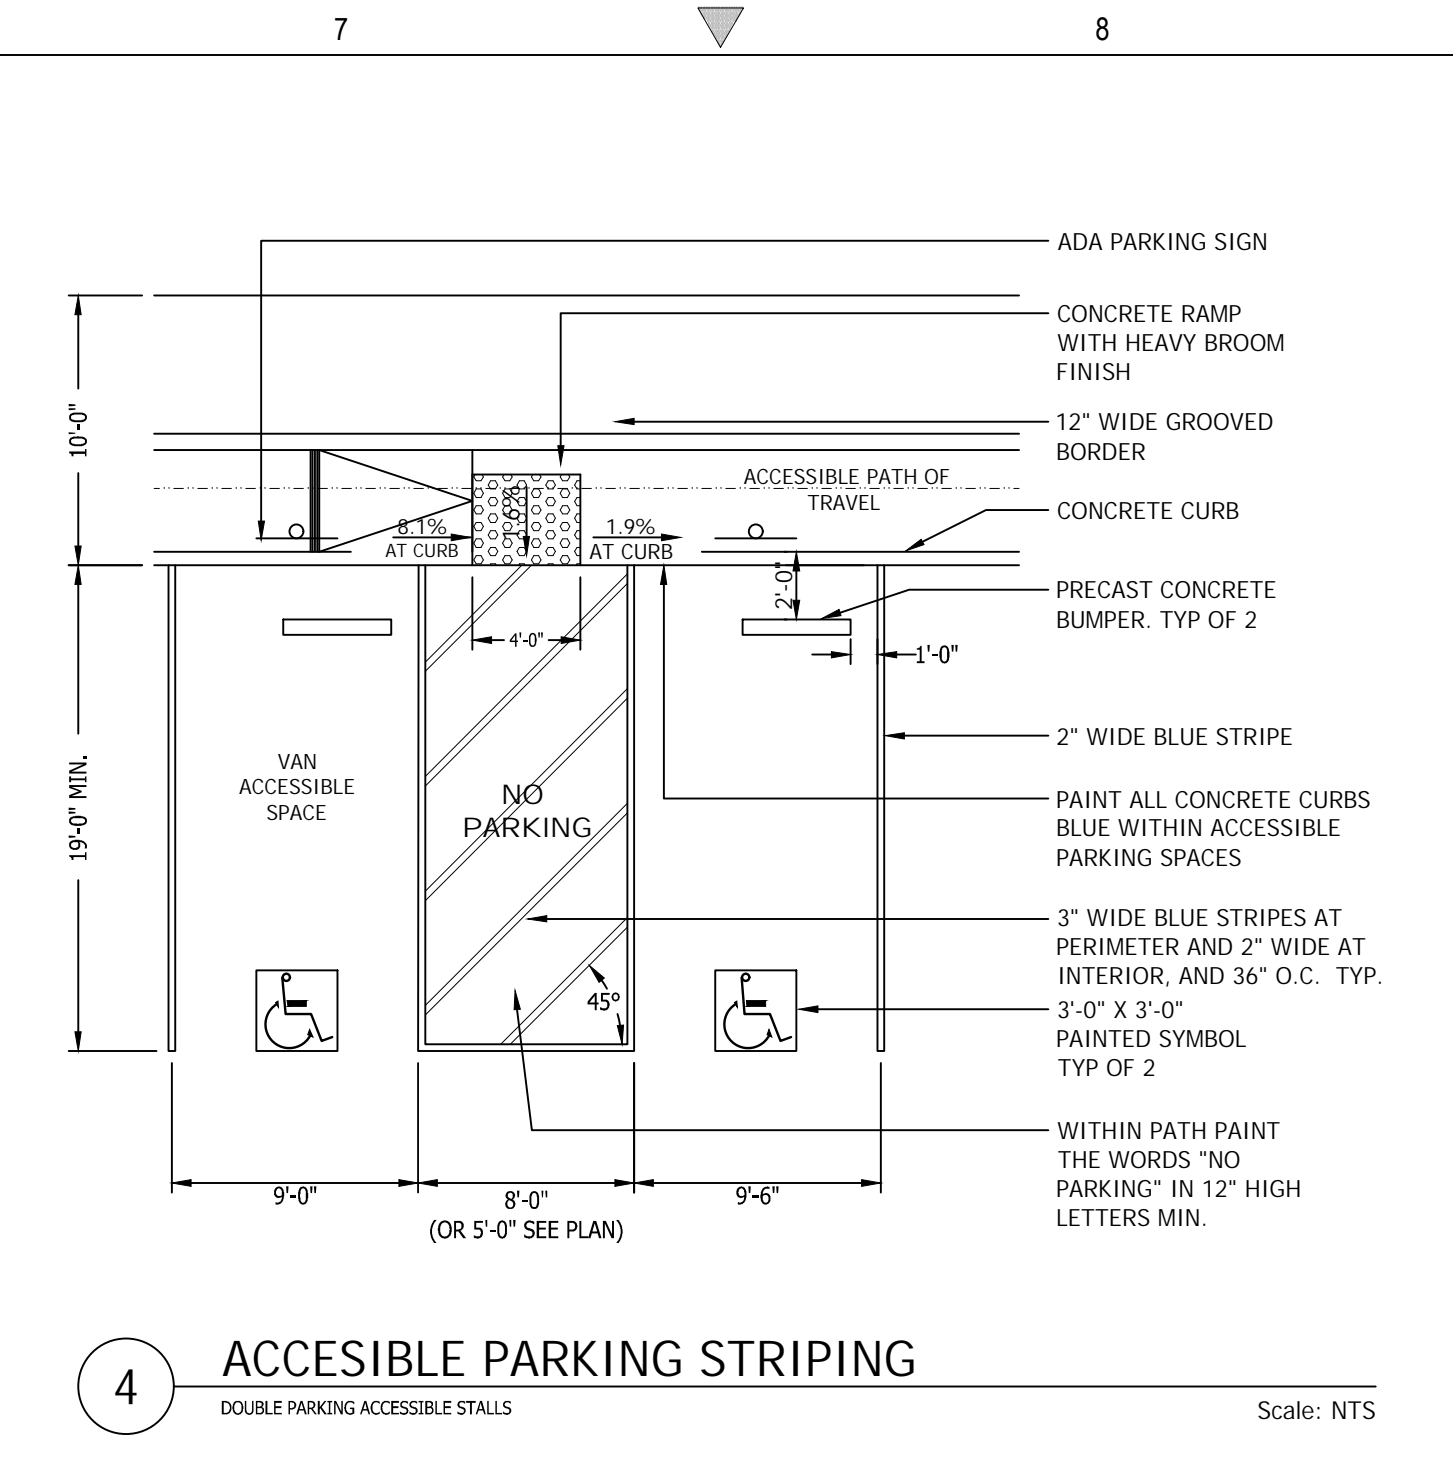 7
8
ADA PARKING SIGN
CONCRETE RAMP
WITH HEAVY BROOM
FINISH
12" WIDE GROOVED
BORDER
10'-0"
ACCESSIBLE PATH OF
TRAVEL
CONCRETE CURB
1.6%
8.1%
AT CURB
1.9%
AT CURB
2'-0"
PRECAST CONCRETE
BUMPER. TYP OF 2
4'-0"
1'-0"
2" WIDE BLUE STRIPE
19'-0" MIN.
VAN
ACCESSIBLE
SPACE
NO
PARKING
PAINT ALL CONCRETE CURBS
BLUE WITHIN ACCESSIBLE
PARKING SPACES
3" WIDE BLUE STRIPES AT
PERIMETER AND 2" WIDE AT
INTERIOR, AND 36" O.C. TYP.
45°
3'-0" X 3'-0"
PAINTED SYMBOL
TYP OF 2
WITHIN PATH PAINT
THE WORDS "NO
PARKING" IN 12" HIGH
LETTERS MIN.
9'-0"
8'-0"
(OR 5'-0" SEE PLAN)
9'-6"
4
ACCESIBLE PARKING STRIPING
DOUBLE PARKING ACCESSIBLE STALLS
Scale: NTS